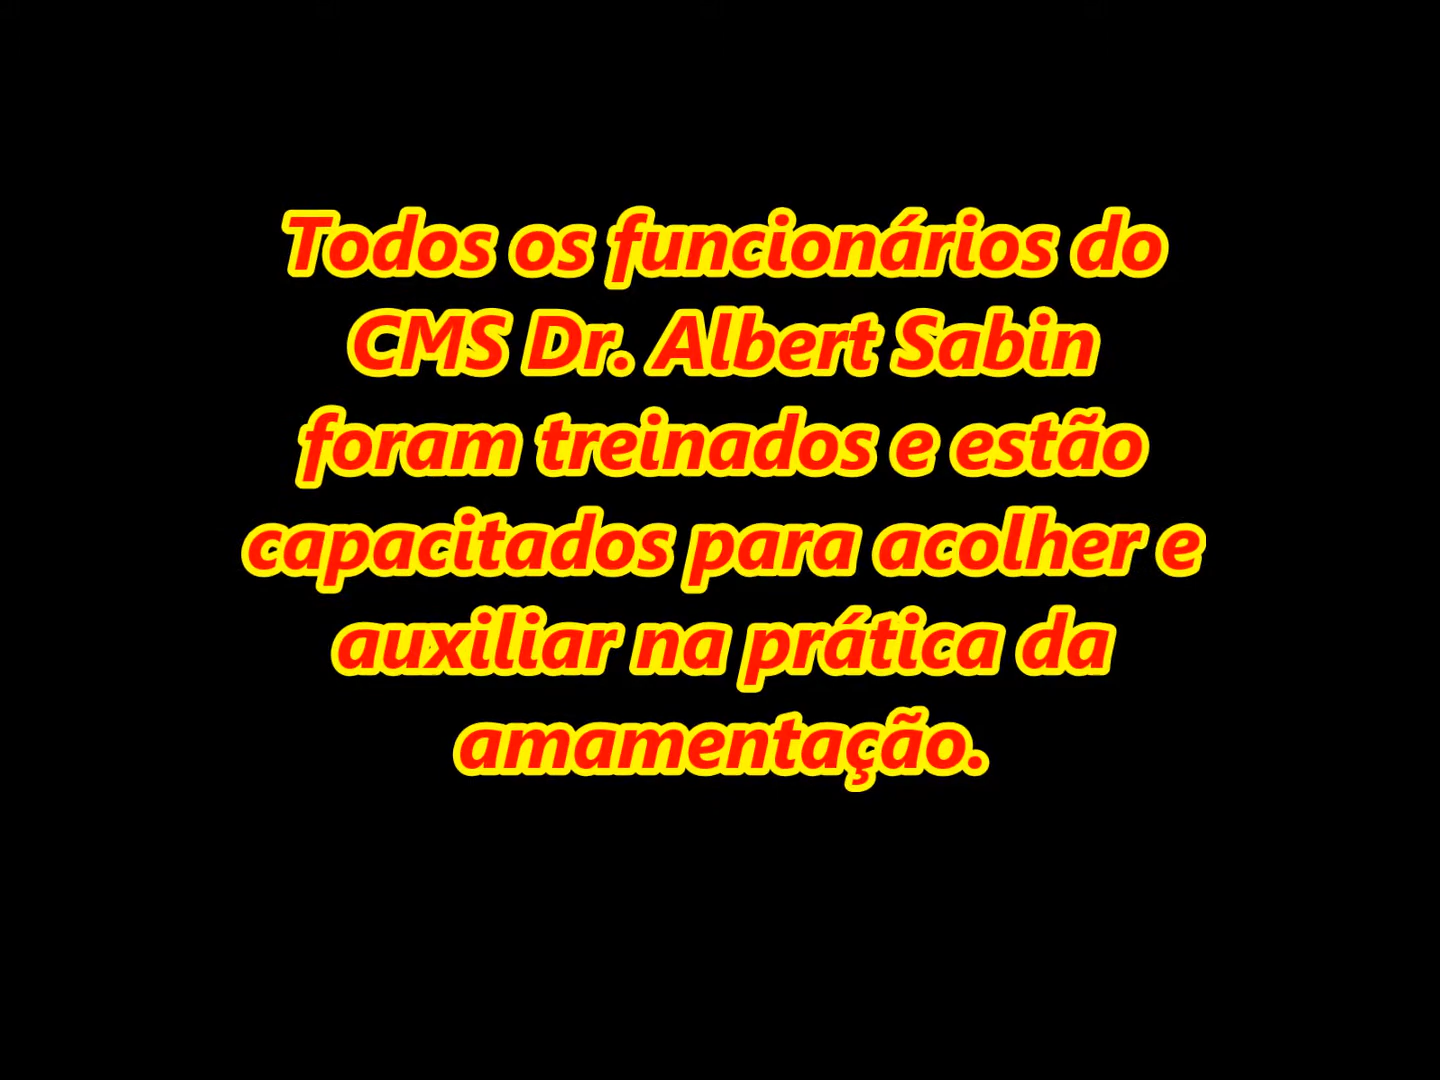 Todos os funcionários do
CMS Dr. Albert Sabin
foram treinados e estão
capacitados para acolher e
auxiliar na prática da
amamentação.